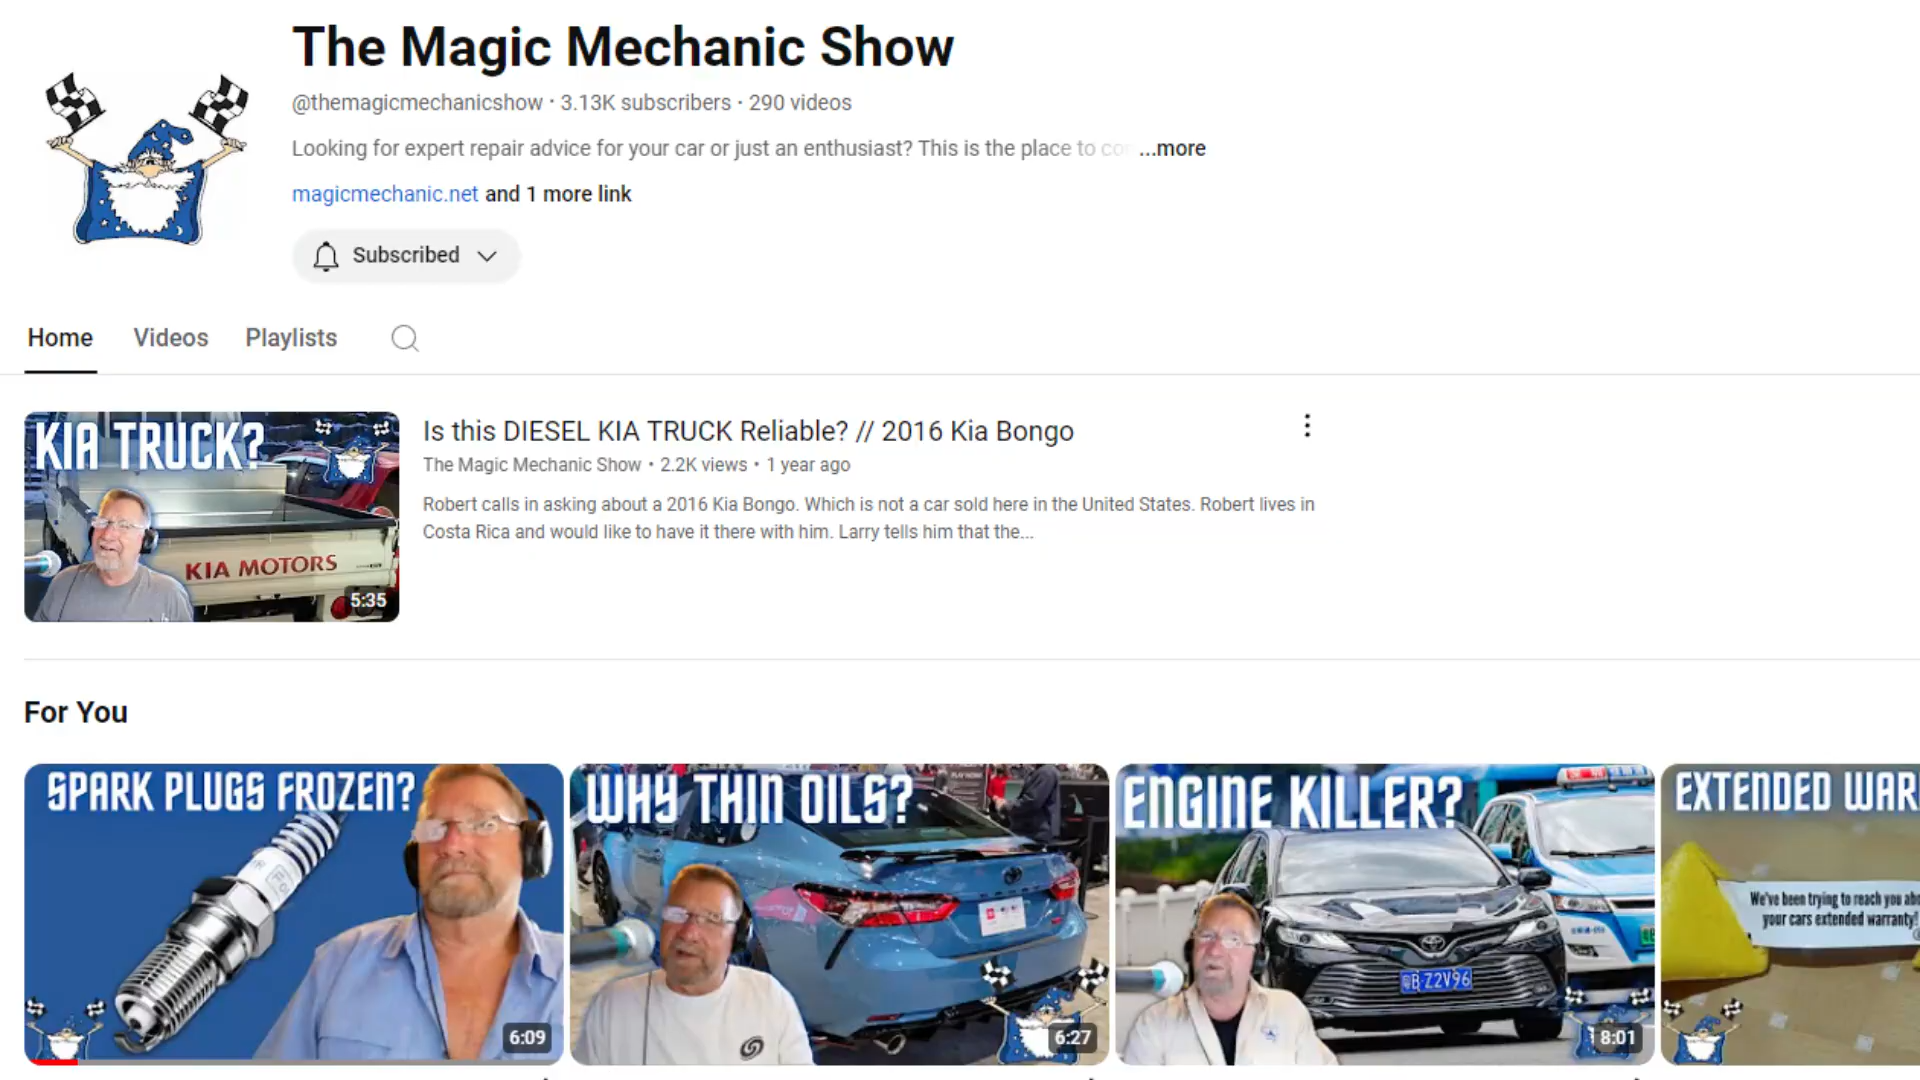 The Magic Mechanic Show
@themagicmechanicshow · 3.13K subscribers · 290 videos
Looking for expert repair advice for your car or just an enthusiast? This is the place to ...more
magicmechanic.net and 1 more link
Subscribed
Home Videos Playlists
KIA TRUCK?
KIA MOTORS
5:35
Is this DIESEL KIA TRUCK Reliable? // 2016 Kia Bongo
The Magic Mechanic Show • 2.2K views • 1 year ago
Robert calls in asking about a 2016 Kia Bongo. Which is not a car sold here in the United States. Robert lives in
Costa Rica and would like to have it there with him. Larry tells him that the...
For You
SPARK PLUGS FROZEN?
6:09
WHY THIN OILS?
6:27
ENGINE KILLER?
B·Z2V96
8:01
EXTENDED WAR
We've been trying to reach you abo
your cars extended warranty!